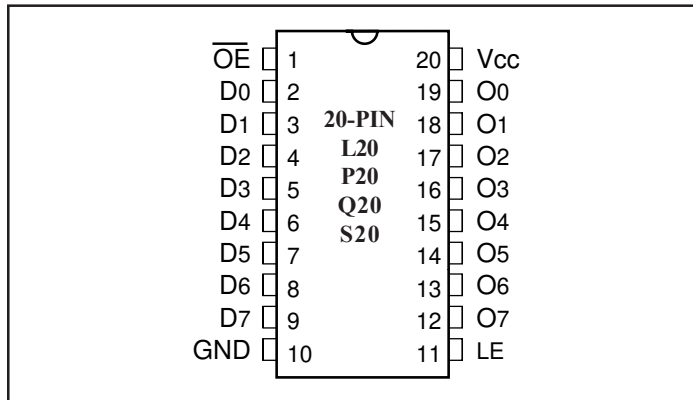 OE 1 20 Vcc
D0 2 19 O0
D1 3 20-PIN 18 O1
D2 4 L20 17 O2
D3 5 P20 16 O3
D4 6 Q20 15 O4
D5 7 S20 14 O5
D6 8 13 O6
D7 9 12 O7
GND 10 11 LE